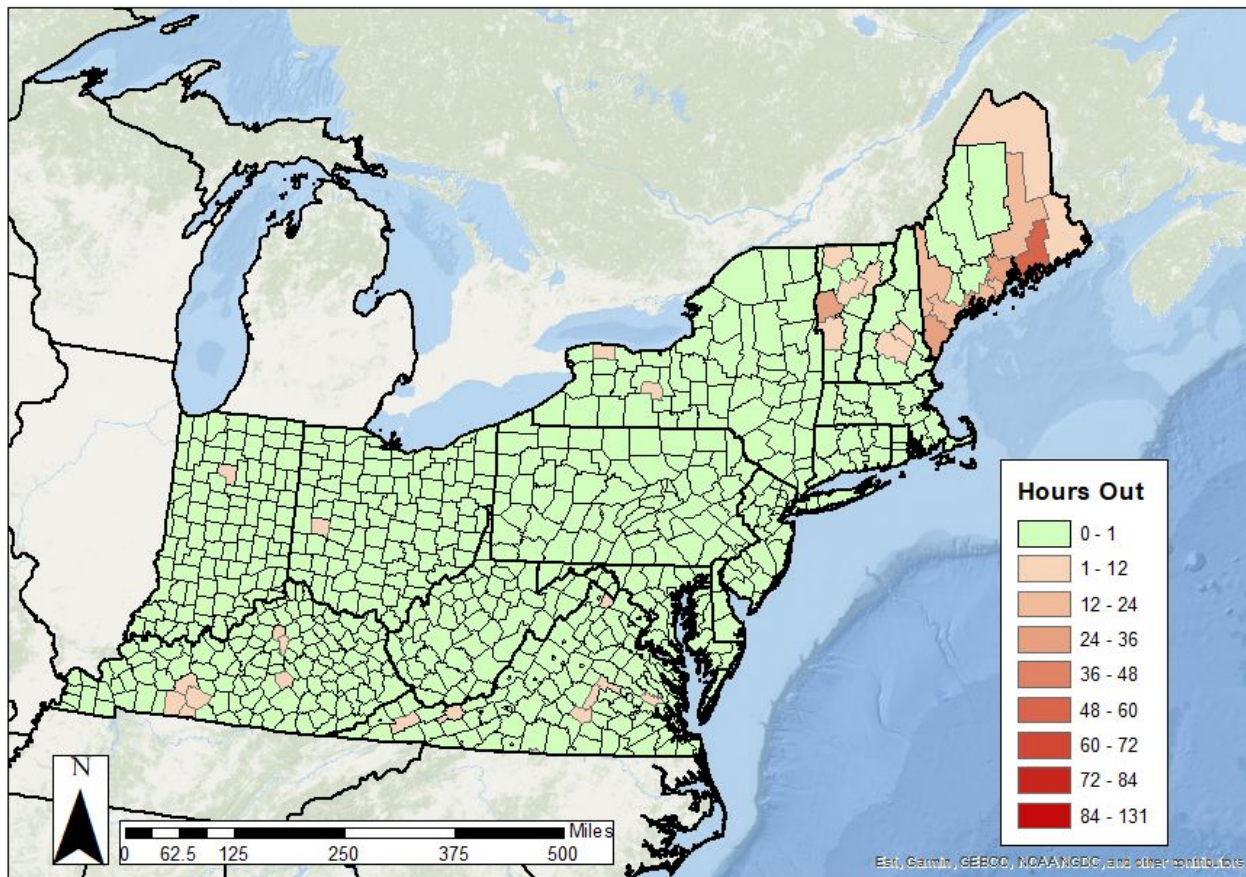 Hours Out
0 - 1
1 - 12
12 - 24
24 - 36
36 - 48
48 - 60
60 - 72
72 - 84
84 - 131
N
Miles
0 62.5 125 250 375 500
Esri, Garmin, GEBCO, NOAA NGDC, and other contributors